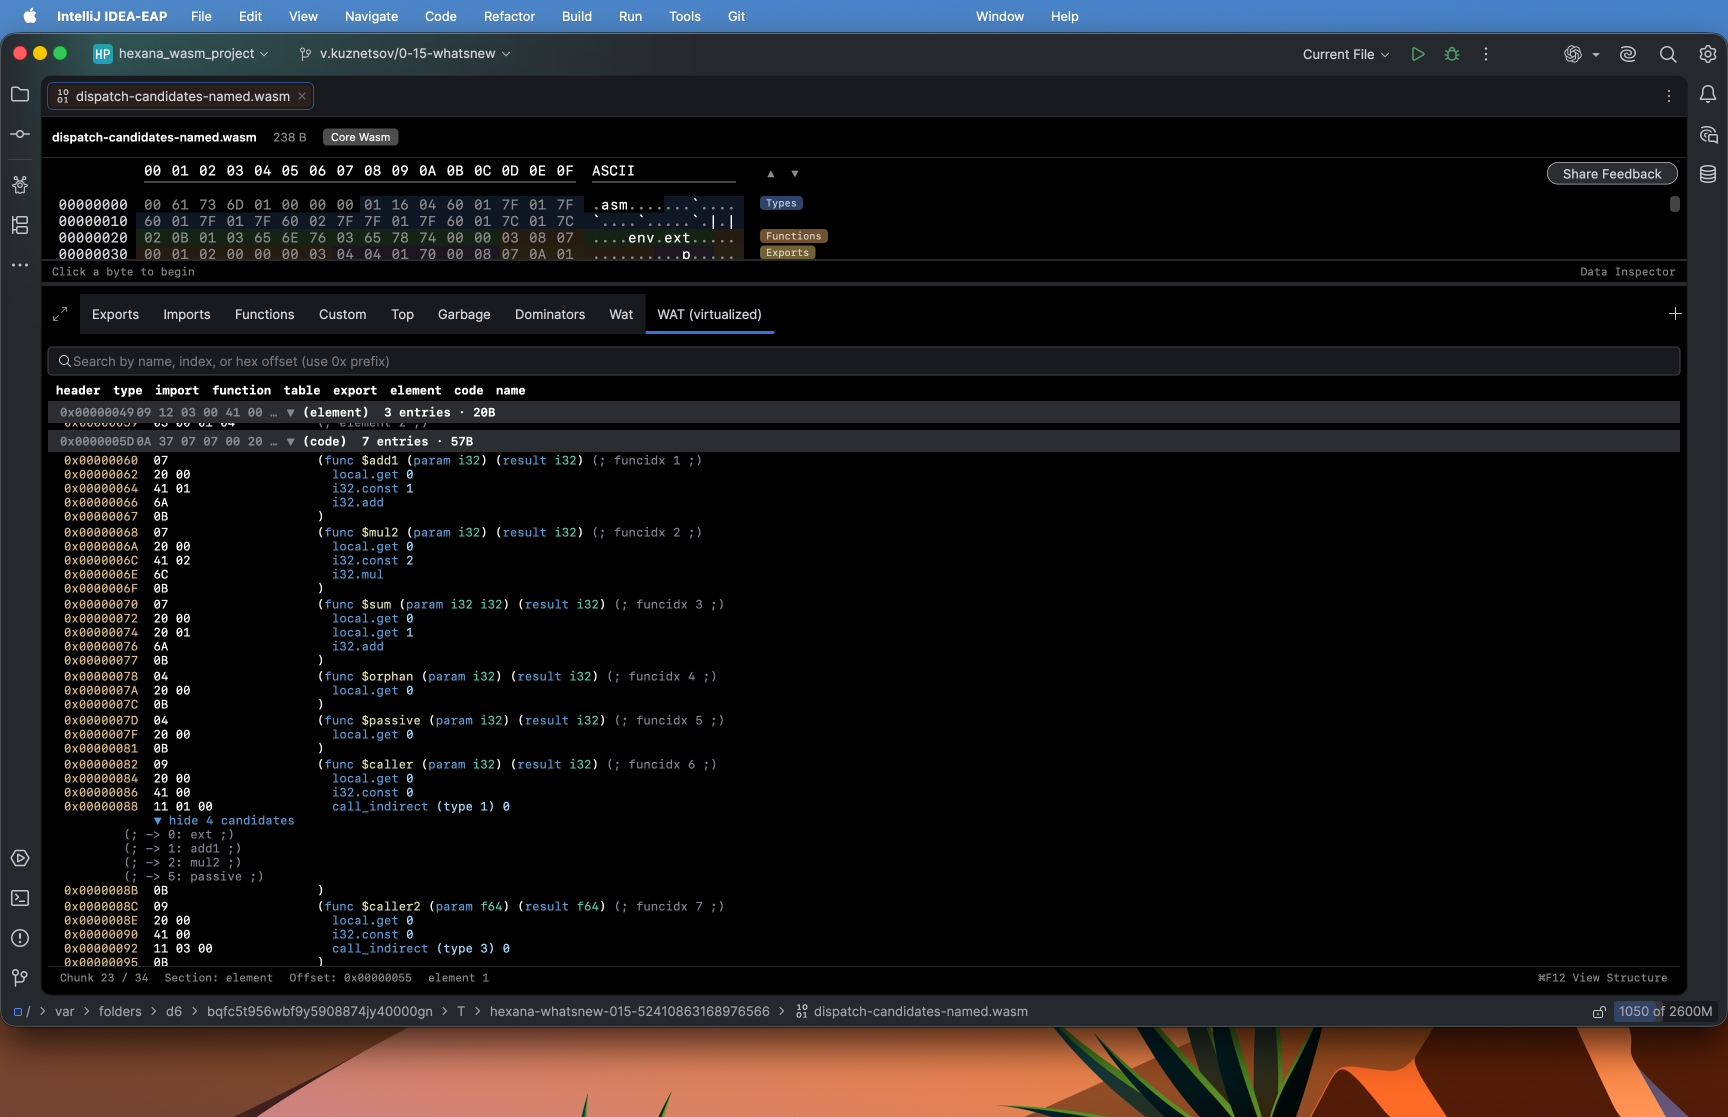 IntelliJ IDEA-EAP File Edit View Navigate Code Refactor Build Run Tools Git Window Help
HP hexana_wasm_project v.kuznetsov/0-15-whatsnew Current File
dispatch-candidates-named.wasm
dispatch-candidates-named.wasm 238 B Core Wasm
00 01 02 03 04 05 06 07 08 09 0A 0B 0C 0D 0E 0F ASCII
Share Feedback
00000000 00 61 73 6D 01 00 00 00 01 16 04 60 01 7F 01 7F .asm.......`.... Types
00000010 60 01 7F 01 7F 60 02 7F 7F 01 7F 60 01 7C 01 7C `....`.....`.|.|
00000020 02 0B 01 03 65 6E 76 03 65 78 74 00 00 03 08 07 ....env.ext..... Functions
00000030 00 01 02 00 00 00 03 04 04 01 70 00 08 07 0A 01 ..........p..... Exports
Click a byte to begin Data Inspector
Exports Imports Functions Custom Top Garbage Dominators Wat WAT (virtualized)
Search by name, index, or hex offset (use 0x prefix)
header type import function table export element code name
0x00000049 09 12 03 00 41 00 … ▼ (element) 3 entries · 20B
0x00000059 03 00 01 04 (; element 2 ;)
0x0000005D 0A 37 07 07 00 20 … ▼ (code) 7 entries · 57B
0x00000060 07 (func $add1 (param i32) (result i32) (; funcidx 1 ;)
0x00000062 20 00 local.get 0
0x00000064 41 01 i32.const 1
0x00000066 6A i32.add
0x00000067 0B )
0x00000068 07 (func $mul2 (param i32) (result i32) (; funcidx 2 ;)
0x0000006A 20 00 local.get 0
0x0000006C 41 02 i32.const 2
0x0000006E 6C i32.mul
0x0000006F 0B )
0x00000070 07 (func $sum (param i32 i32) (result i32) (; funcidx 3 ;)
0x00000072 20 00 local.get 0
0x00000074 20 01 local.get 1
0x00000076 6A i32.add
0x00000077 0B )
0x00000078 04 (func $orphan (param i32) (result i32) (; funcidx 4 ;)
0x0000007A 20 00 local.get 0
0x0000007C 0B )
0x0000007D 04 (func $passive (param i32) (result i32) (; funcidx 5 ;)
0x0000007F 20 00 local.get 0
0x00000081 0B )
0x00000082 09 (func $caller (param i32) (result i32) (; funcidx 6 ;)
0x00000084 20 00 local.get 0
0x00000086 41 00 i32.const 0
0x00000088 11 01 00 call_indirect (type 1) 0
▼ hide 4 candidates
(; -> 0: ext ;)
(; -> 1: add1 ;)
(; -> 2: mul2 ;)
(; -> 5: passive ;)
0x0000008B 0B )
0x0000008C 09 (func $caller2 (param f64) (result f64) (; funcidx 7 ;)
0x0000008E 20 00 local.get 0
0x00000090 41 00 i32.const 0
0x00000092 11 03 00 call_indirect (type 3) 0
0x00000095 0B )
Chunk 23 / 34 Section: element Offset: 0x00000055 element 1 ⌘F12 View Structure
/ > var > folders > d6 > bqfc5t956wbf9y5908874jy40000gn > T > hexana-whatsnew-015-52410863168976566 > dispatch-candidates-named.wasm 1050 of 2600M